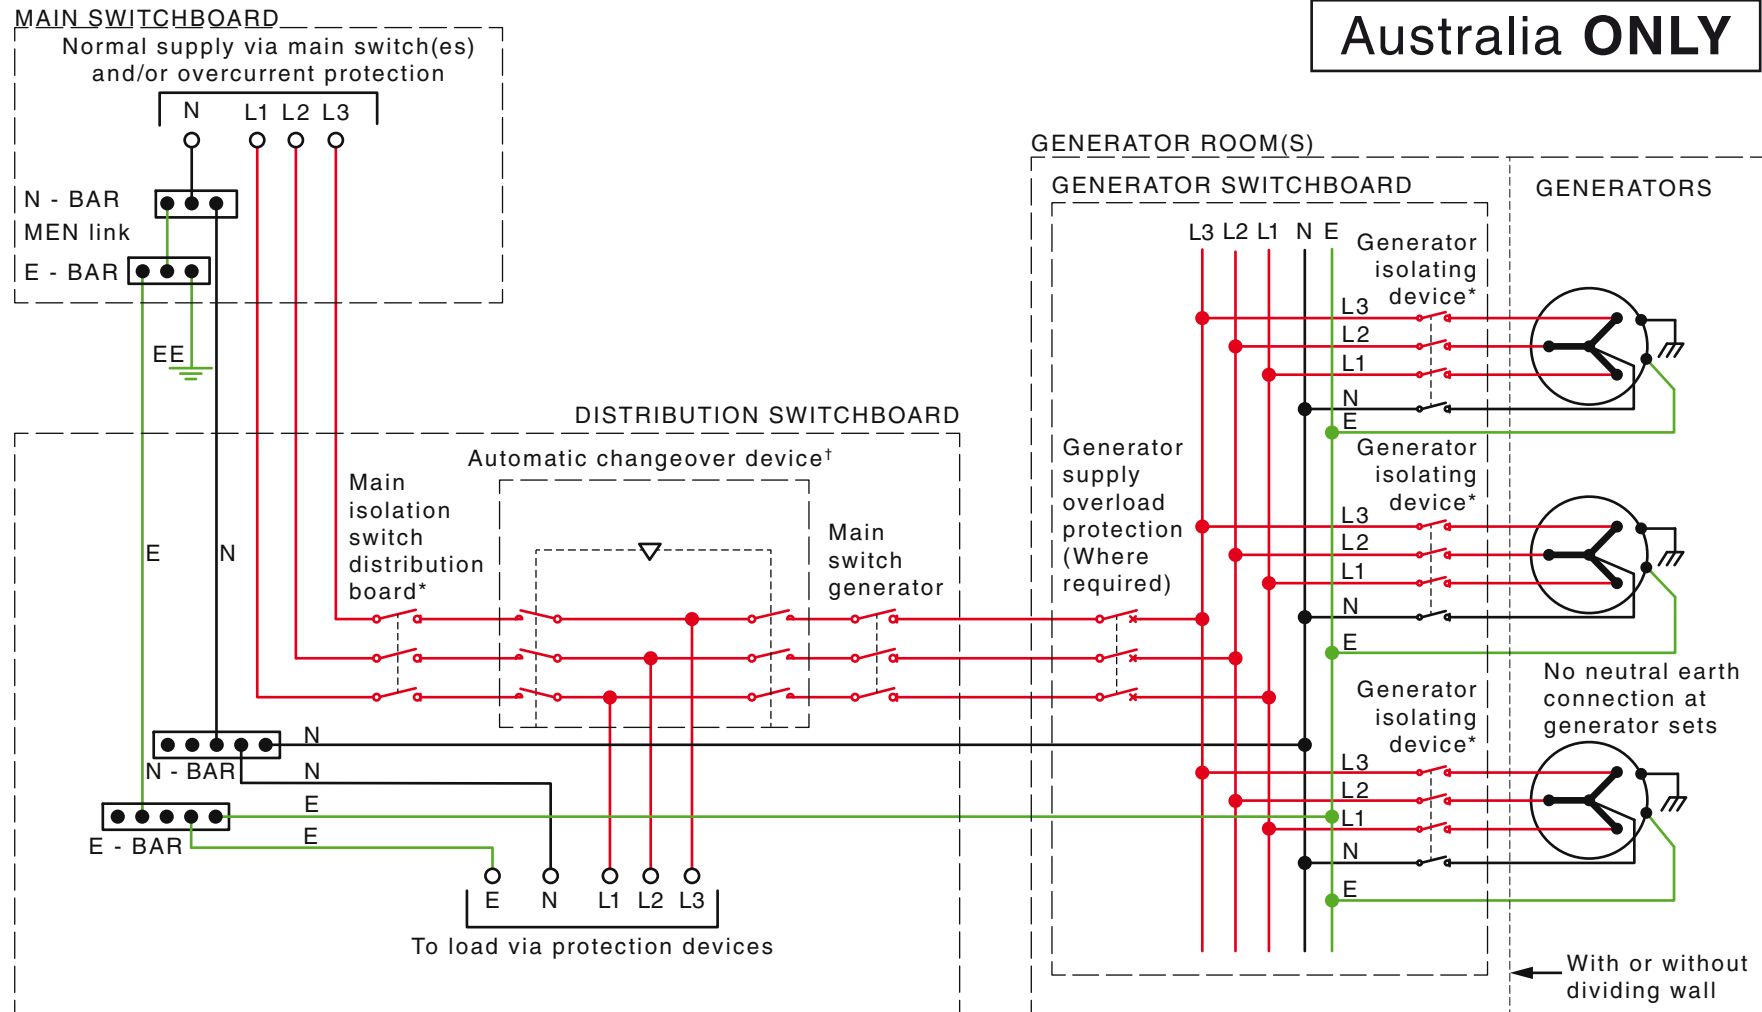 MAIN SWITCHBOARD
Normal supply via main switch(es)
and/or overcurrent protection
N L1 L2 L3
N - BAR
MEN link
E - BAR
EE
E N
Australia ONLY
GENERATOR ROOM(S)
GENERATOR SWITCHBOARD
GENERATORS
L3 L2 L1 N E
Generator
isolating
device*
L3
L2
L1
N
E
Generator
isolating
device*
L3
L2
L1
N
E
Generator
isolating
device*
L3
L2
L1
N
E
Generator
supply
overload
protection
(Where
required)
No neutral earth
connection at
generator sets
With or without
dividing wall
DISTRIBUTION SWITCHBOARD
Automatic changeover device†
Main
isolation
switch
distribution
board*
Main
switch
generator
N
N - BAR
N
E
E - BAR
E
E N L1 L2 L3
To load via protection devices